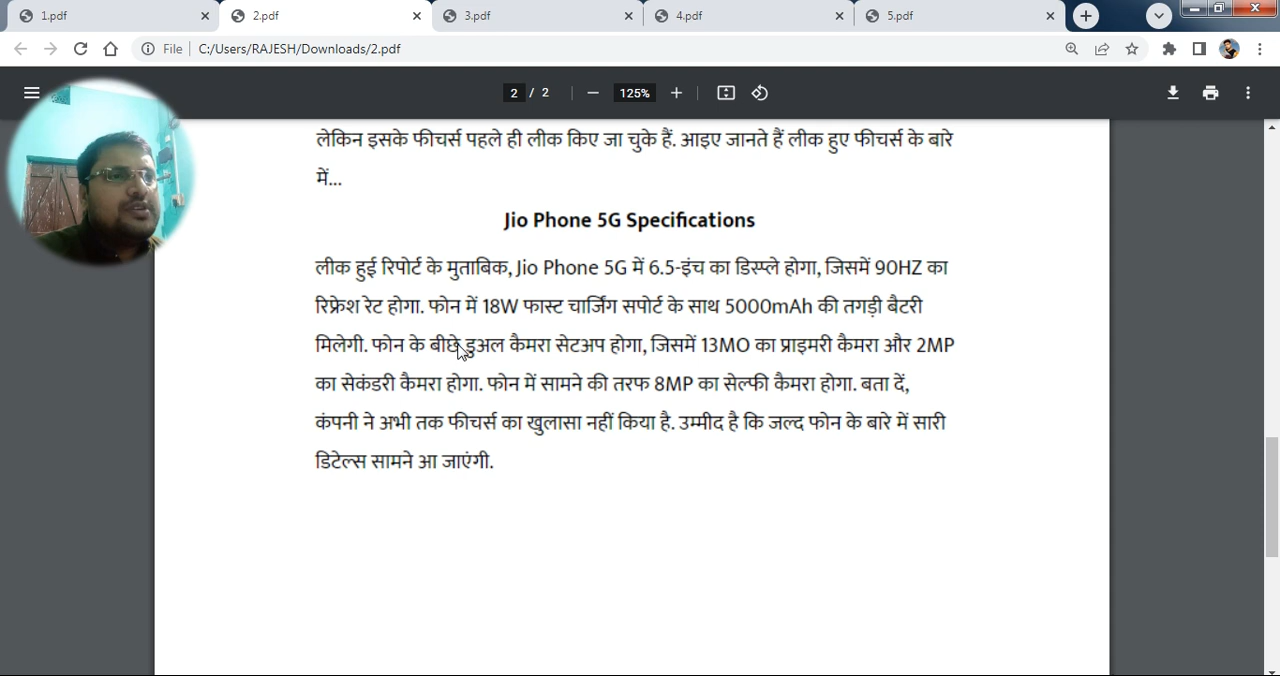 1.pdf
2.pdf
3.pdf
4.pdf
5.pdf
File
C:/Users/RAJESH/Downloads/2.pdf
2 / 2
125%
लेकिन इसके फीचर्स पहले ही लीक किए जा चुके हैं. आइए जानते हैं लीक हुए फीचर्स के बारे
में...
Jio Phone 5G Specifications
लीक हुई रिपोर्ट के मुताबिक, Jio Phone 5G में 6.5-इंच का डिस्प्ले होगा, जिसमें 90HZ का
रिफ्रेश रेट होगा. फोन में 18W फास्ट चार्जिंग सपोर्ट के साथ 5000mAh की तगड़ी बैटरी
मिलेगी. फोन के बीछे डुअल कैमरा सेटअप होगा, जिसमें 13MO का प्राइमरी कैमरा और 2MP
का सेकंडरी कैमरा होगा. फोन में सामने की तरफ 8MP का सेल्फी कैमरा होगा. बता दें,
कंपनी ने अभी तक फीचर्स का खुलासा नहीं किया है. उम्मीद है कि जल्द फोन के बारे में सारी
डिटेल्स सामने आ जाएंगी.